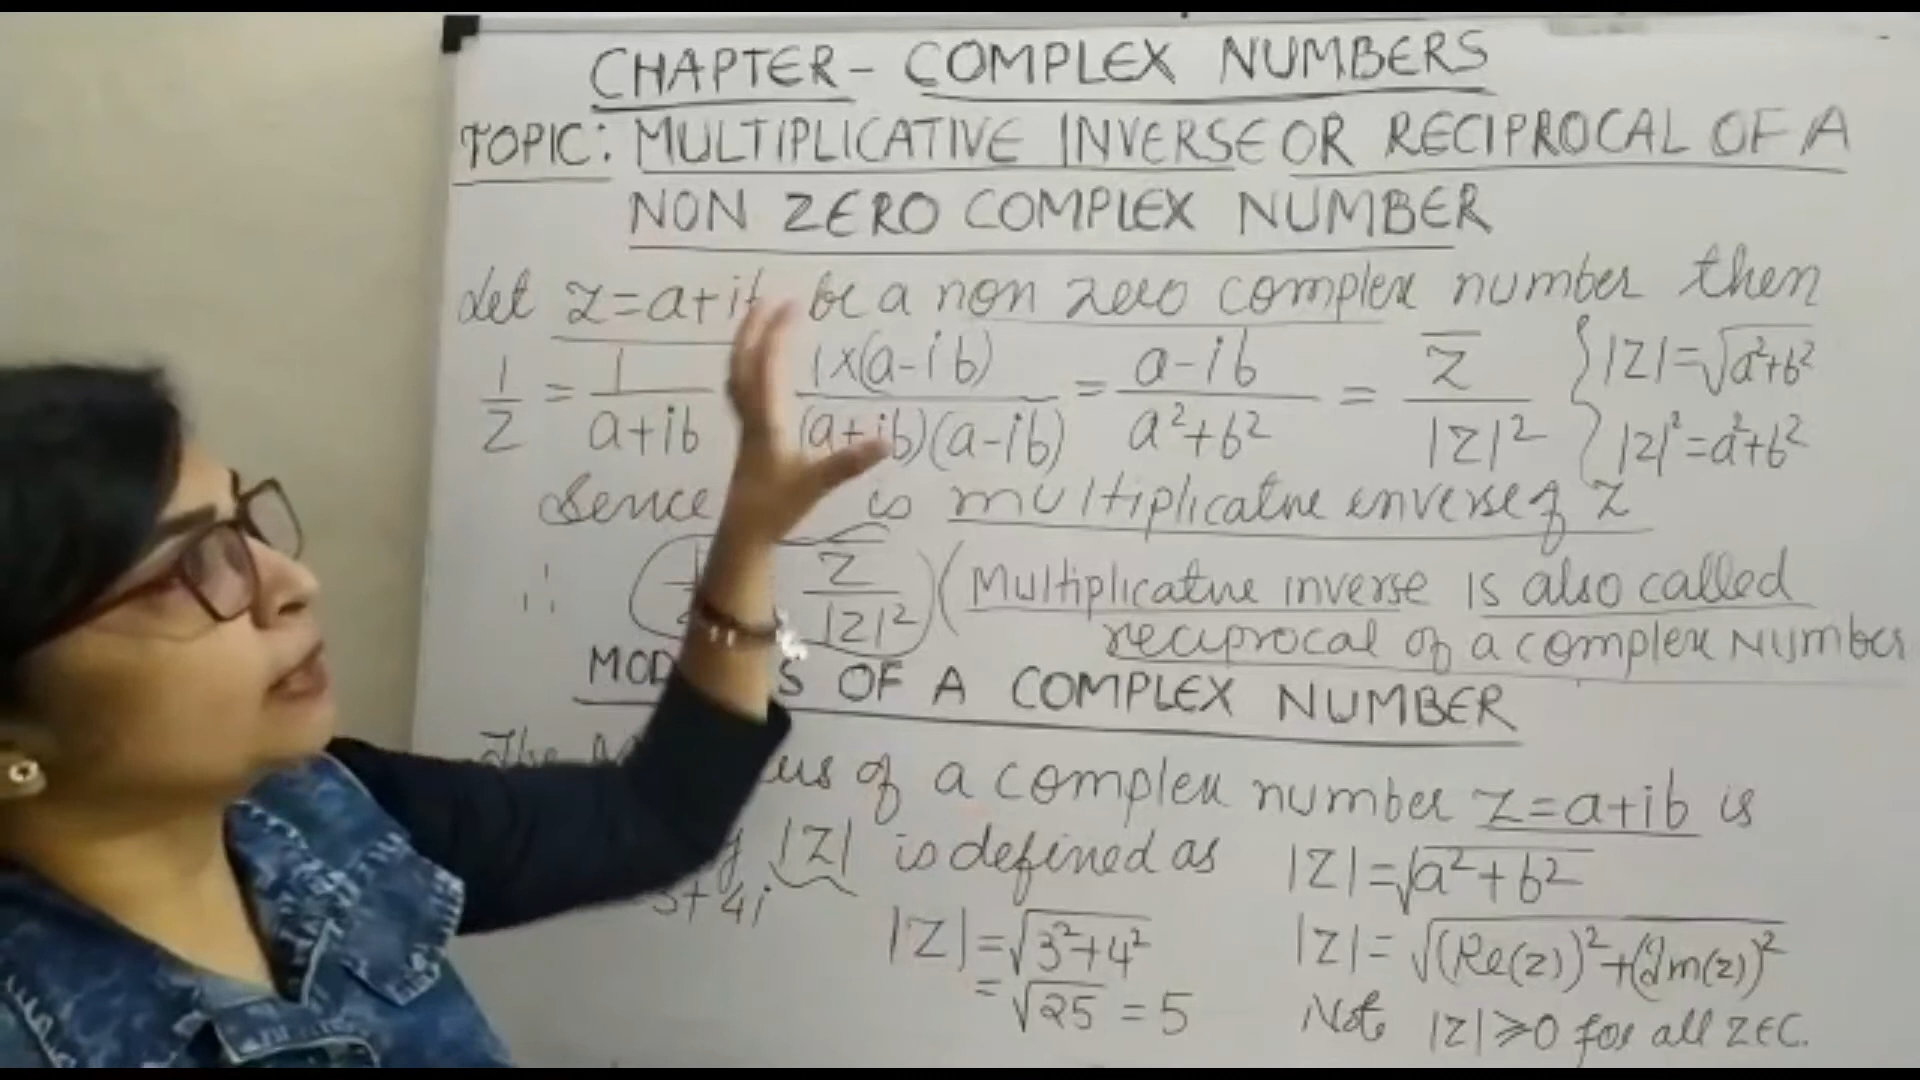 CHAPTER - COMPLEX NUMBERS
TOPIC: MULTIPLICATIVE INVERSE OR RECIPROCAL OF A
NON ZERO COMPLEX NUMBER
Let z=a+ib be a non zero complex number then
1/z = 1/(a+ib) 1×(a-ib)/(a+ib)(a-ib) = (a-ib)/(a²+b²) = z̅/|z|² { |z|=√(a²+b²)
{ |z|²=a²+b²
Hence is multiplicative inverse of z
∴ z̅/|z|² (Multiplicative inverse is also called
reciprocal of a complex Number
OF A COMPLEX NUMBER
The of a complex number z=a+ib is
|z| is defined as |z|=√(a²+b²)
+4i
|z|=√(3²+4²) |z|=√((Re(z))²+(Im(z))²)
=√25 = 5 Note |z|≥0 for all z∈C.